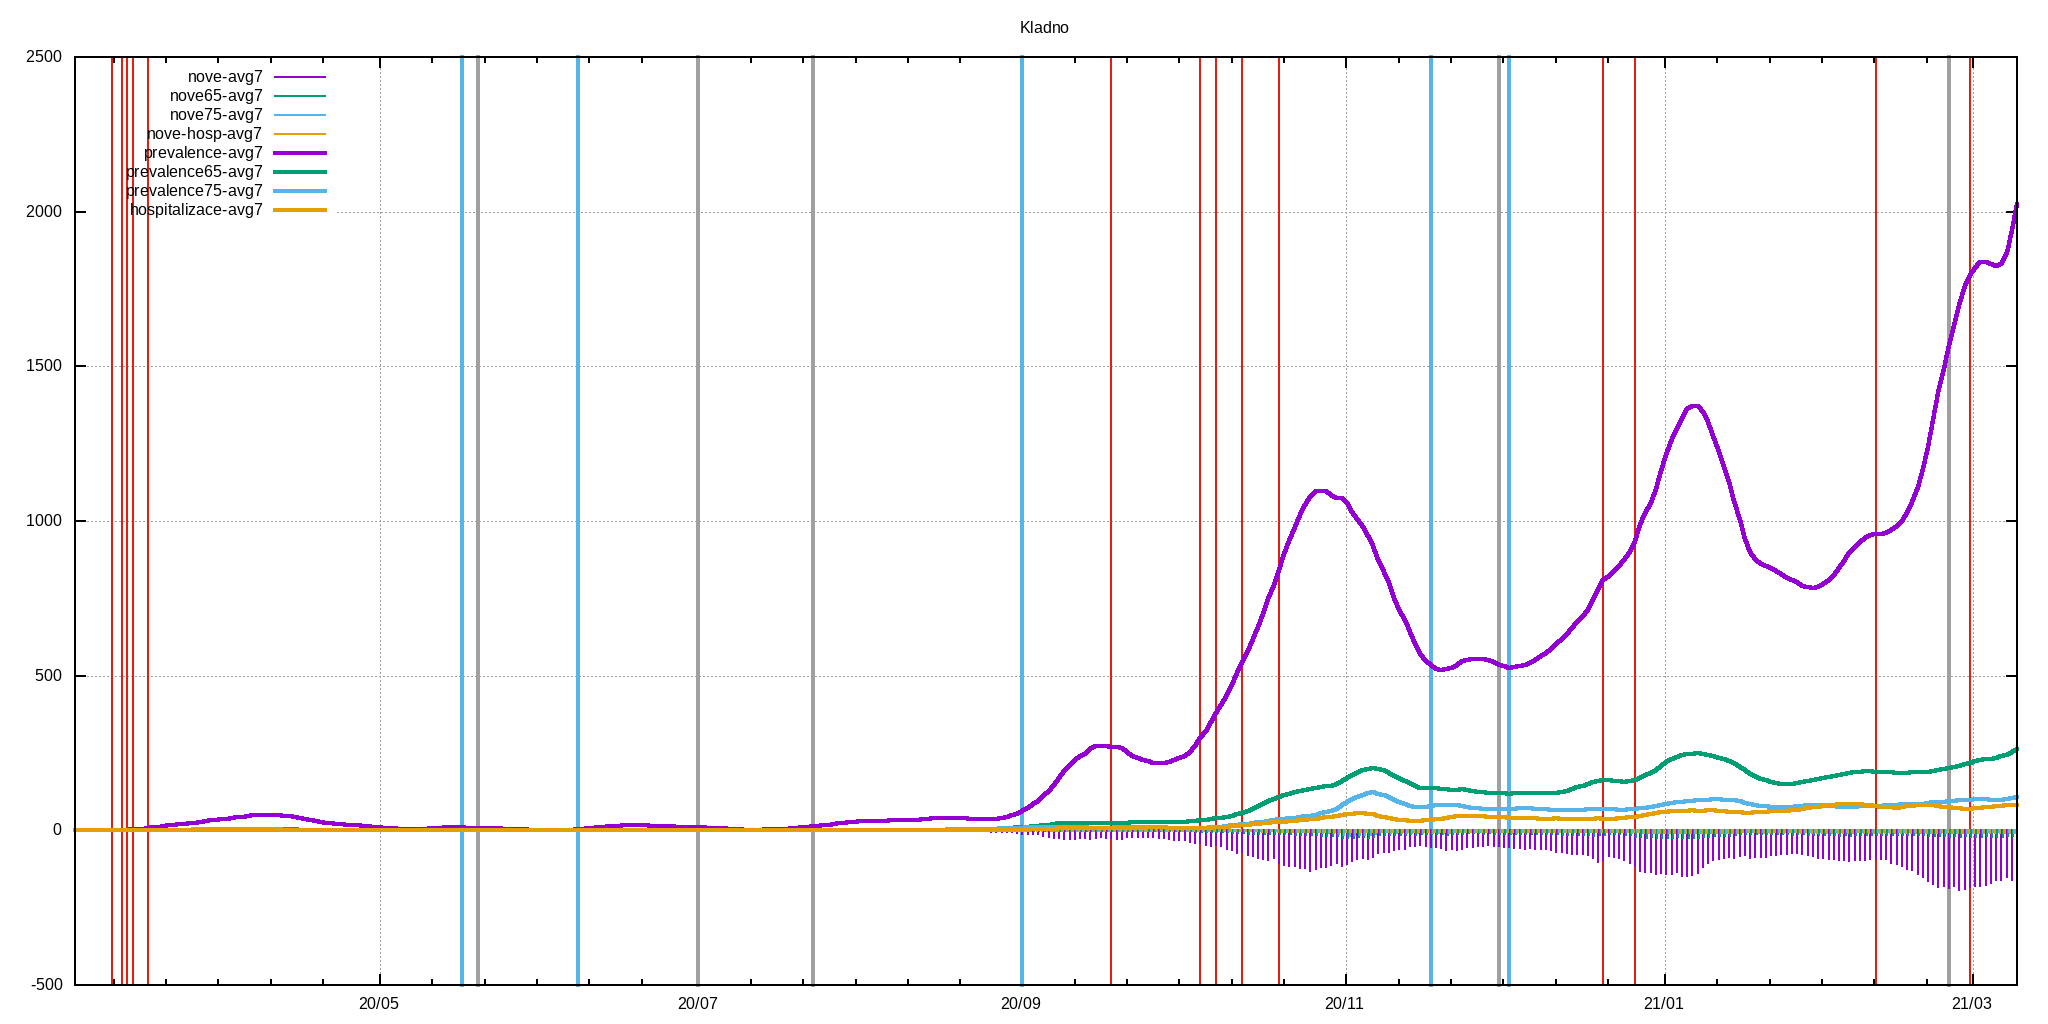 Kladno
2500
2000
1500
1000
500
0
-500
nove-avg7
nove65-avg7
nove75-avg7
nove-hosp-avg7
prevalence-avg7
prevalence65-avg7
prevalence75-avg7
hospitalizace-avg7
20/05 20/07 20/09 20/11 21/01 21/03